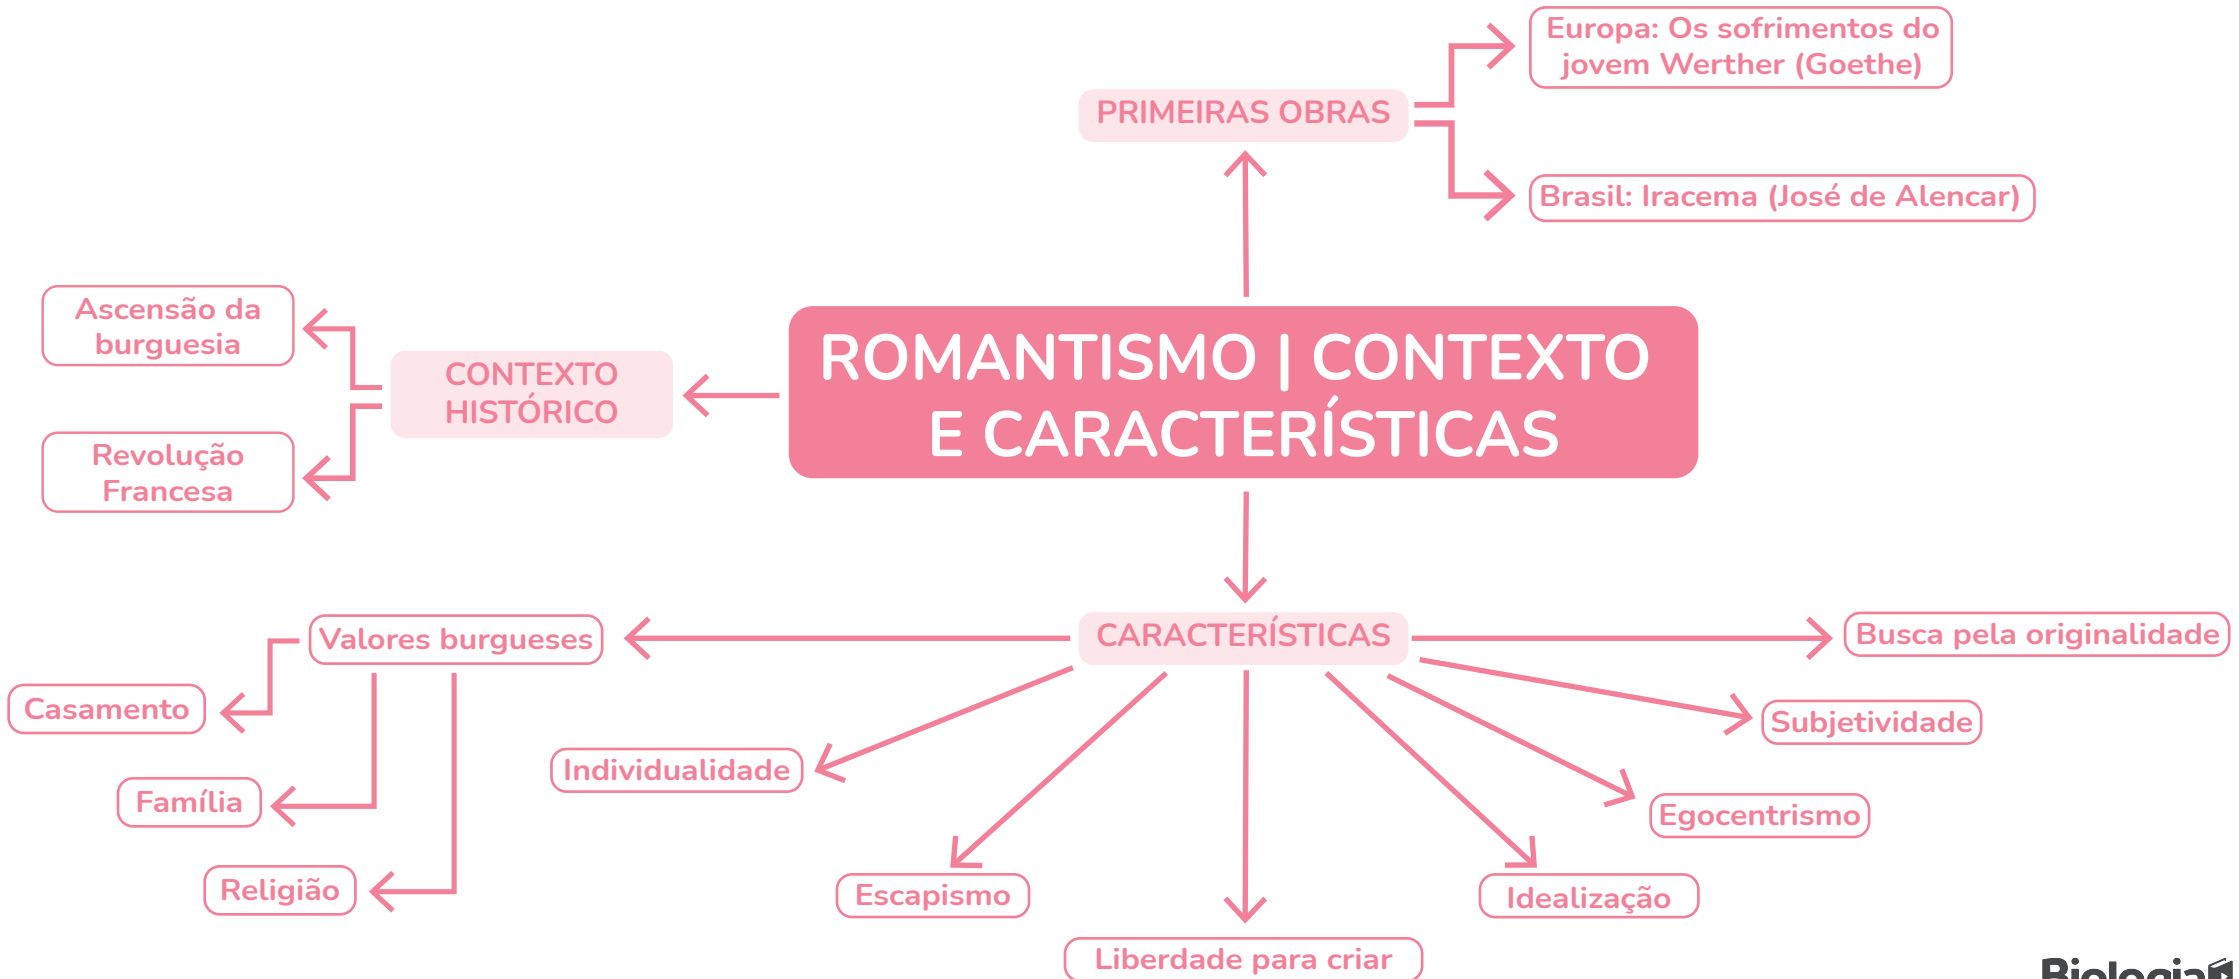 Europa: Os sofrimentos do
jovem Werther (Goethe)
PRIMEIRAS OBRAS
Brasil: Iracema (José de Alencar)
Ascensão da
burguesia
CONTEXTO
HISTÓRICO
Revolução
Francesa
ROMANTISMO | CONTEXTO
E CARACTERÍSTICAS
CARACTERÍSTICAS
Valores burgueses
Casamento
Família
Religião
Individualidade
Escapismo
Liberdade para criar
Idealização
Egocentrismo
Subjetividade
Busca pela originalidade
Biologia